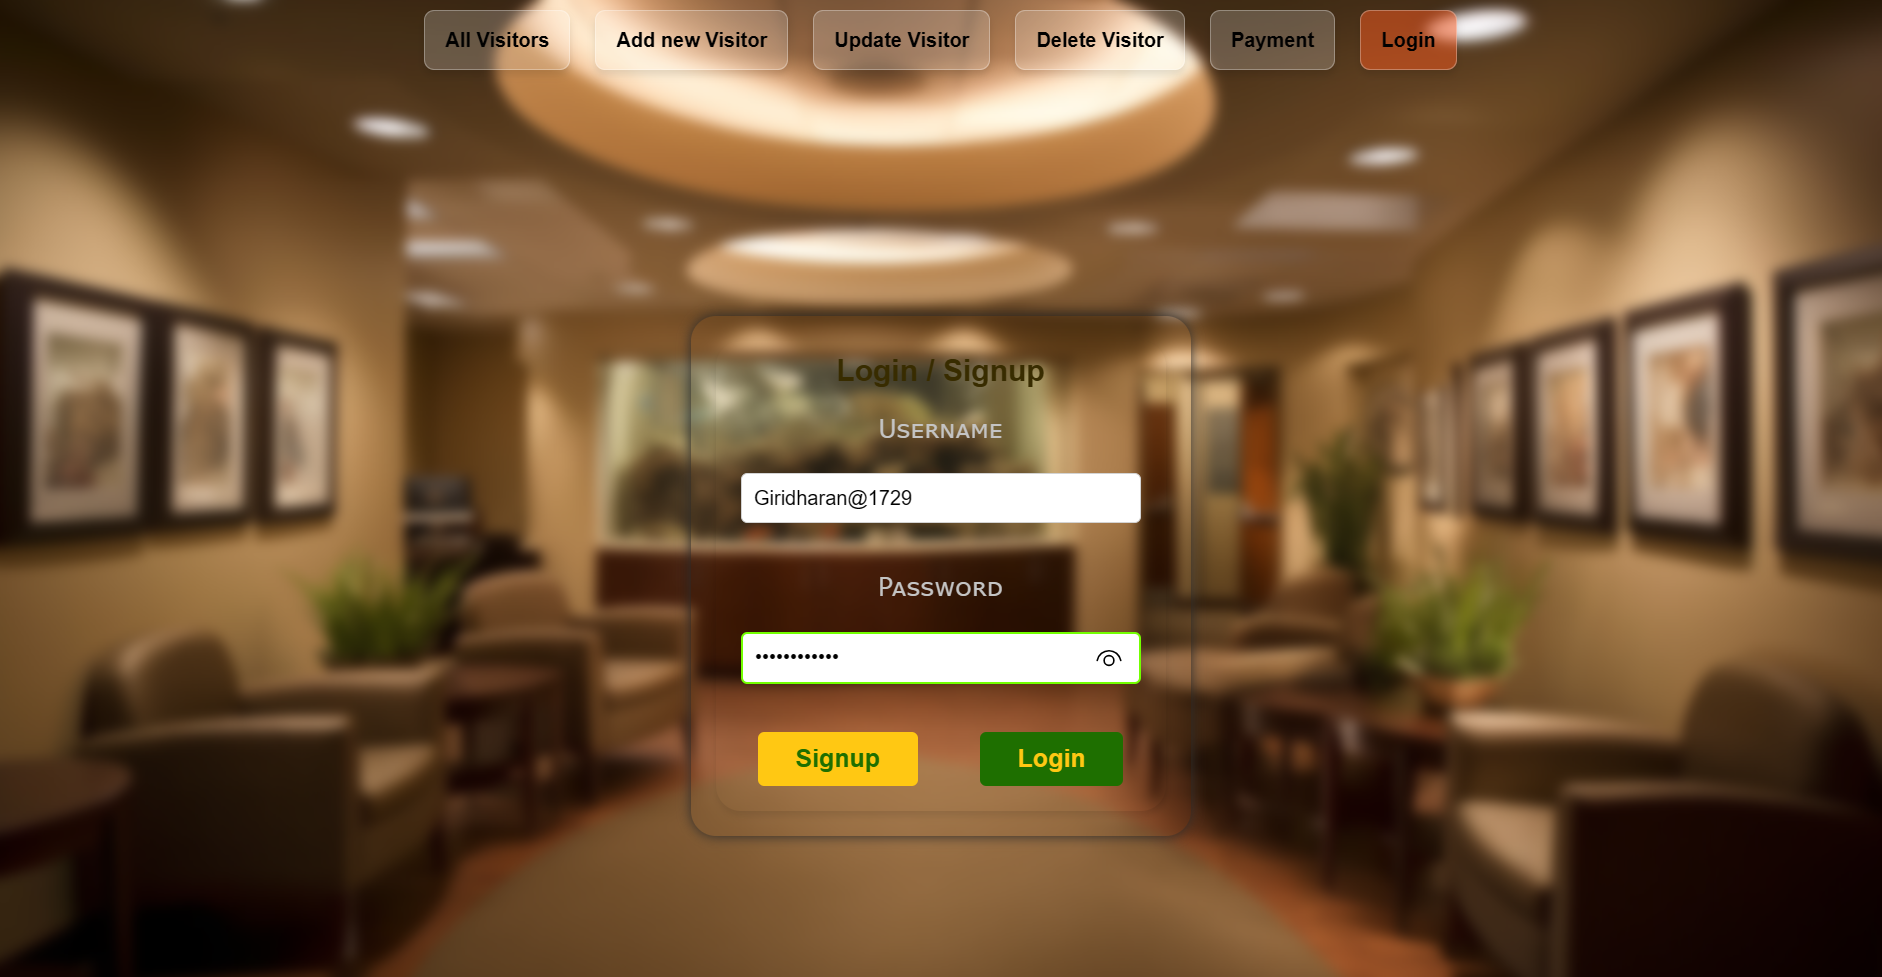 All Visitors Add new Visitor Update Visitor Delete Visitor Payment Login
Login / Signup
Username
Giridharan@1729
Password
••••••••••••
Signup Login